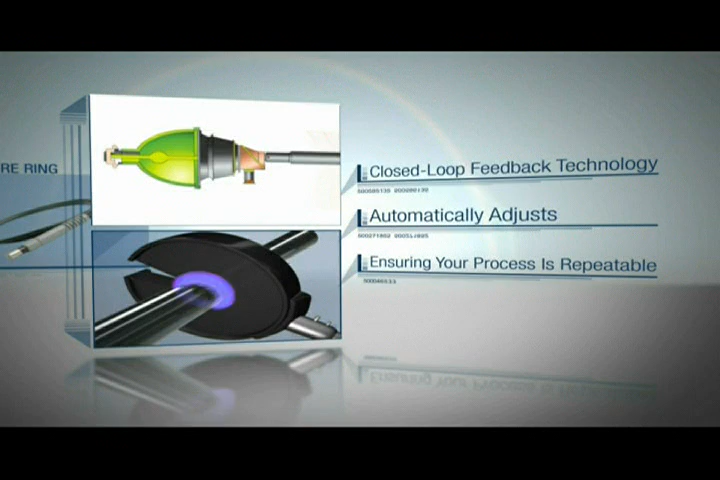 RE RING
Closed-Loop Feedback Technology
Automatically Adjusts
Ensuring Your Process Is Repeatable